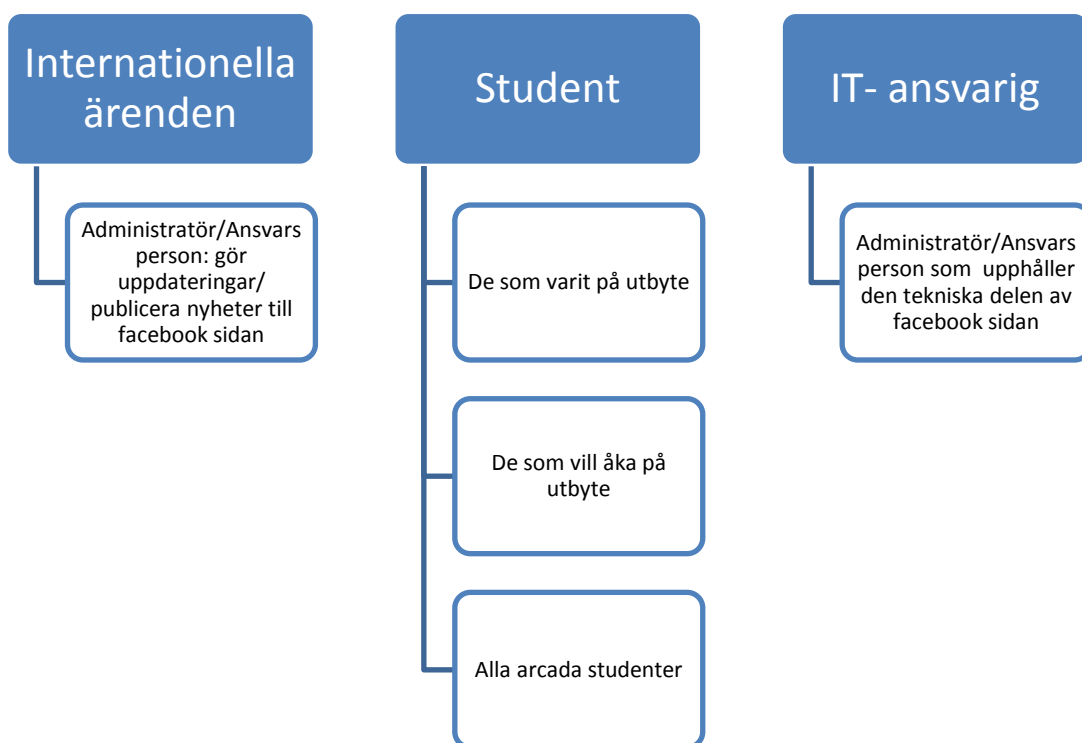 Internationella
ärenden
Administratör/Ansvars
person: gör
uppdateringar/
publicera nyheter till
facebook sidan
Student
De som varit på utbyte
De som vill åka på
utbyte
Alla arcada studenter
IT- ansvarig
Administratör/Ansvars
person som  upphåller
den tekniska delen av
facebook sidan